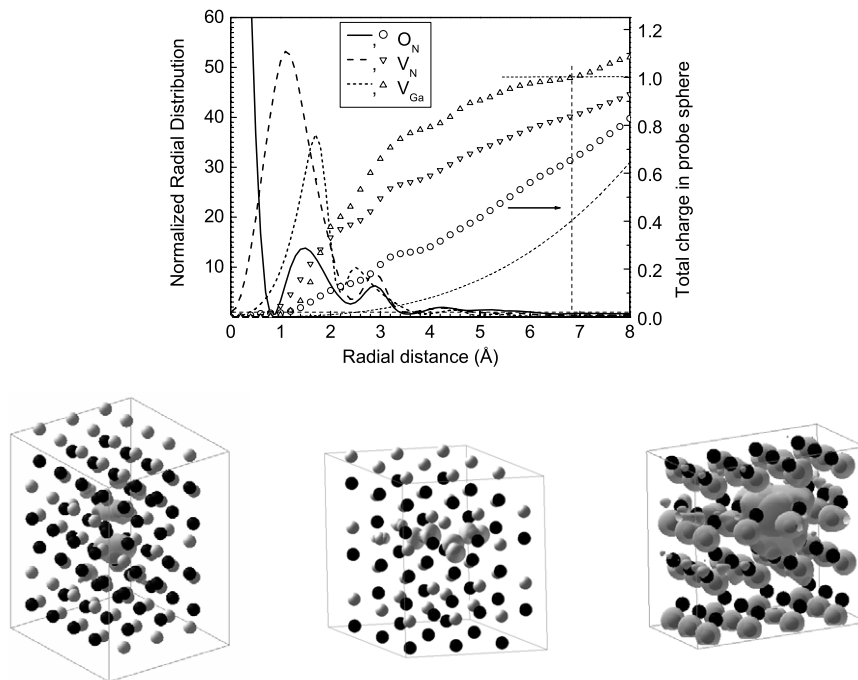 60
50
40
30
20
10
Normalized Radial Distribution
, O_N
, V_N
, V_Ga
1.2
1.0
0.8
0.6
0.4
0.2
0.0
Total charge in probe sphere
0 1 2 3 4 5 6 7 8
Radial distance (Å)